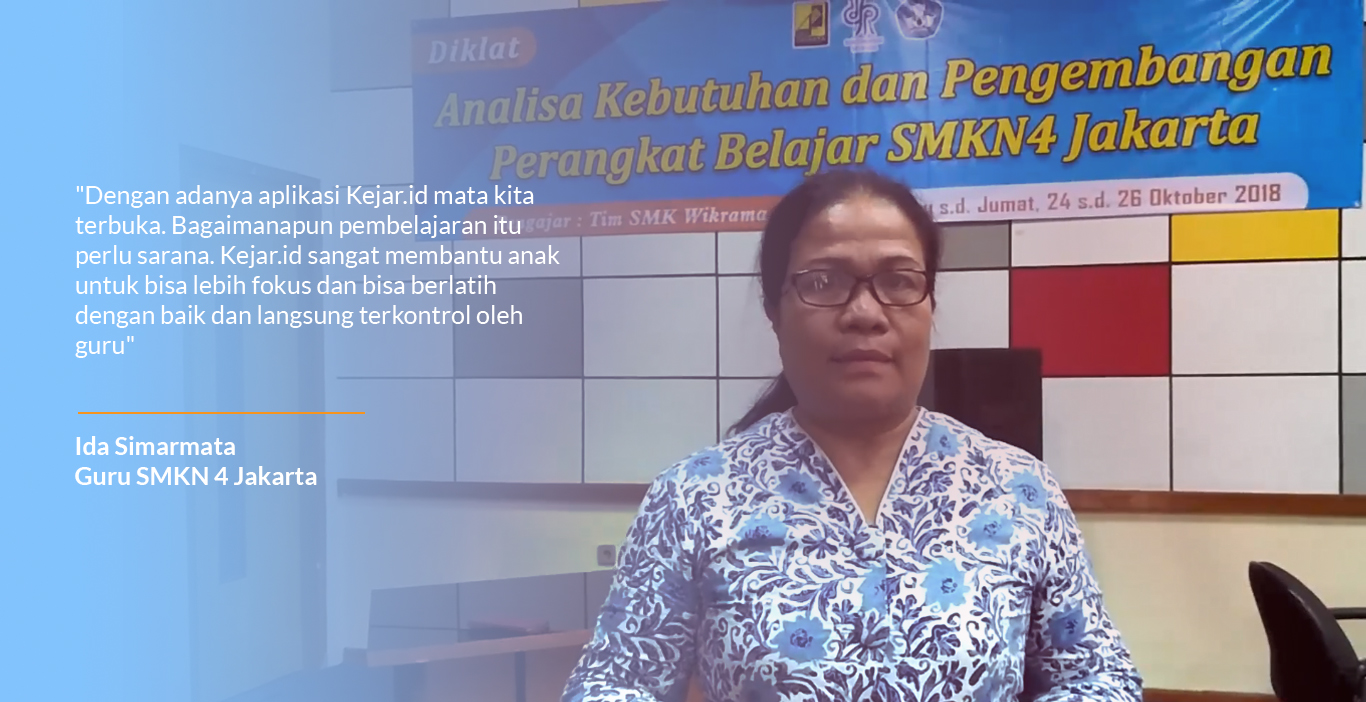 Diklat
Analisa Kebutuhan dan Pengembangan
Perangkat Belajar SMKN4 Jakarta
: Tim SMK Wikrama
s.d. Jumat, 24 s.d. 26 Oktober 2018
"Dengan adanya aplikasi Kejar.id mata kita
terbuka. Bagaimanapun pembelajaran itu
perlu sarana. Kejar.id sangat membantu anak
untuk bisa lebih fokus dan bisa berlatih
dengan baik dan langsung terkontrol oleh
guru"
Ida Simarmata
Guru SMKN 4 Jakarta